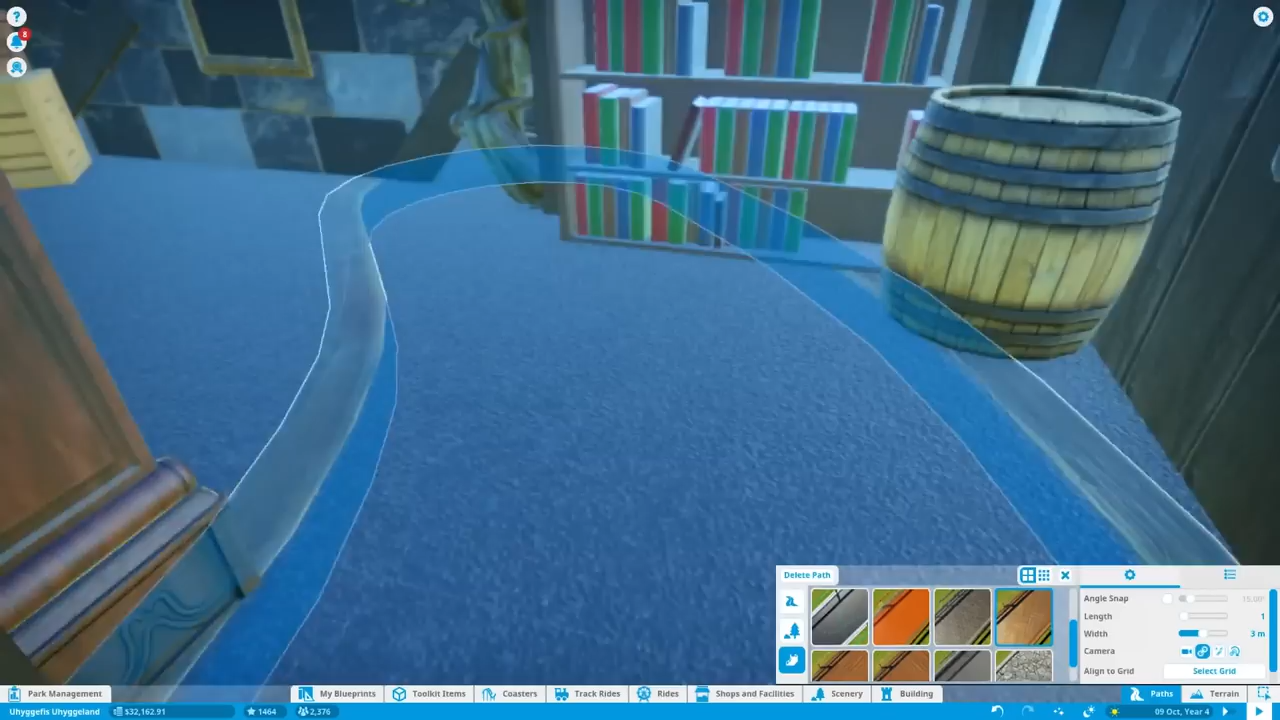 8
Delete Path
Angle Snap
15.00°
Length
1
Width
3 m
Camera
Align to Grid
Select Grid
Park Management
My Blueprints
Toolkit Items
Coasters
Track Rides
Rides
Shops and Facilities
Scenery
Building
Paths
Terrain
Uhyggefis Uhyggeland
$32,162.91
1464
2,376
09 Oct, Year 4